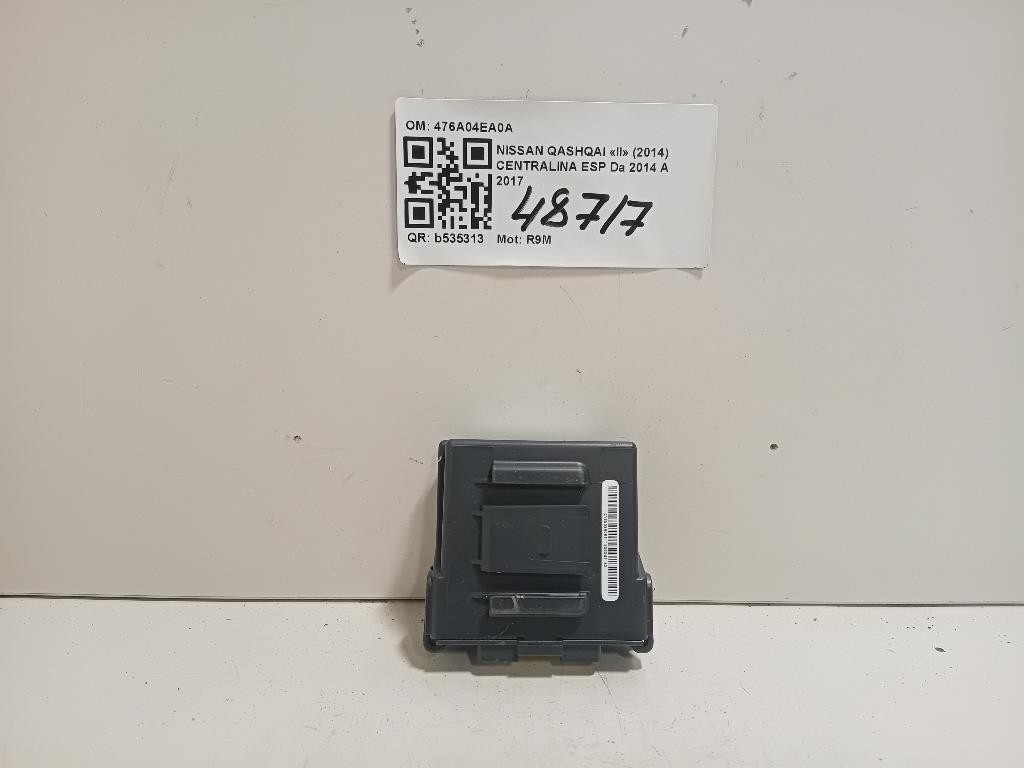 OM: 476A04EA0A
NISSAN QASHQAI «II» (2014)
CENTRALINA ESP Da 2014 A
2017
48717
QR: b535313 Mot: R9M